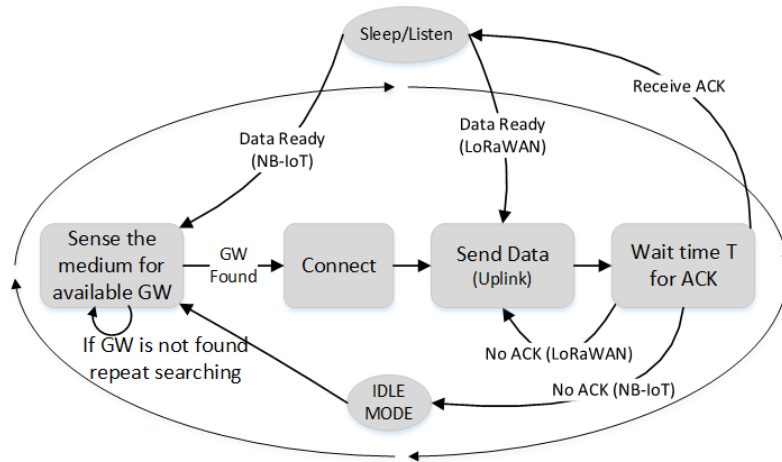 Sleep/Listen
Receive ACK
Data Ready
(NB-IoT)
Data Ready
(LoRaWAN)
Sense the
medium for
available GW
GW
Found
Connect
Send Data
(Uplink)
Wait time T
for ACK
If GW is not found
repeat searching
No ACK (LoRaWAN)
No ACK (NB-IoT)
IDLE
MODE